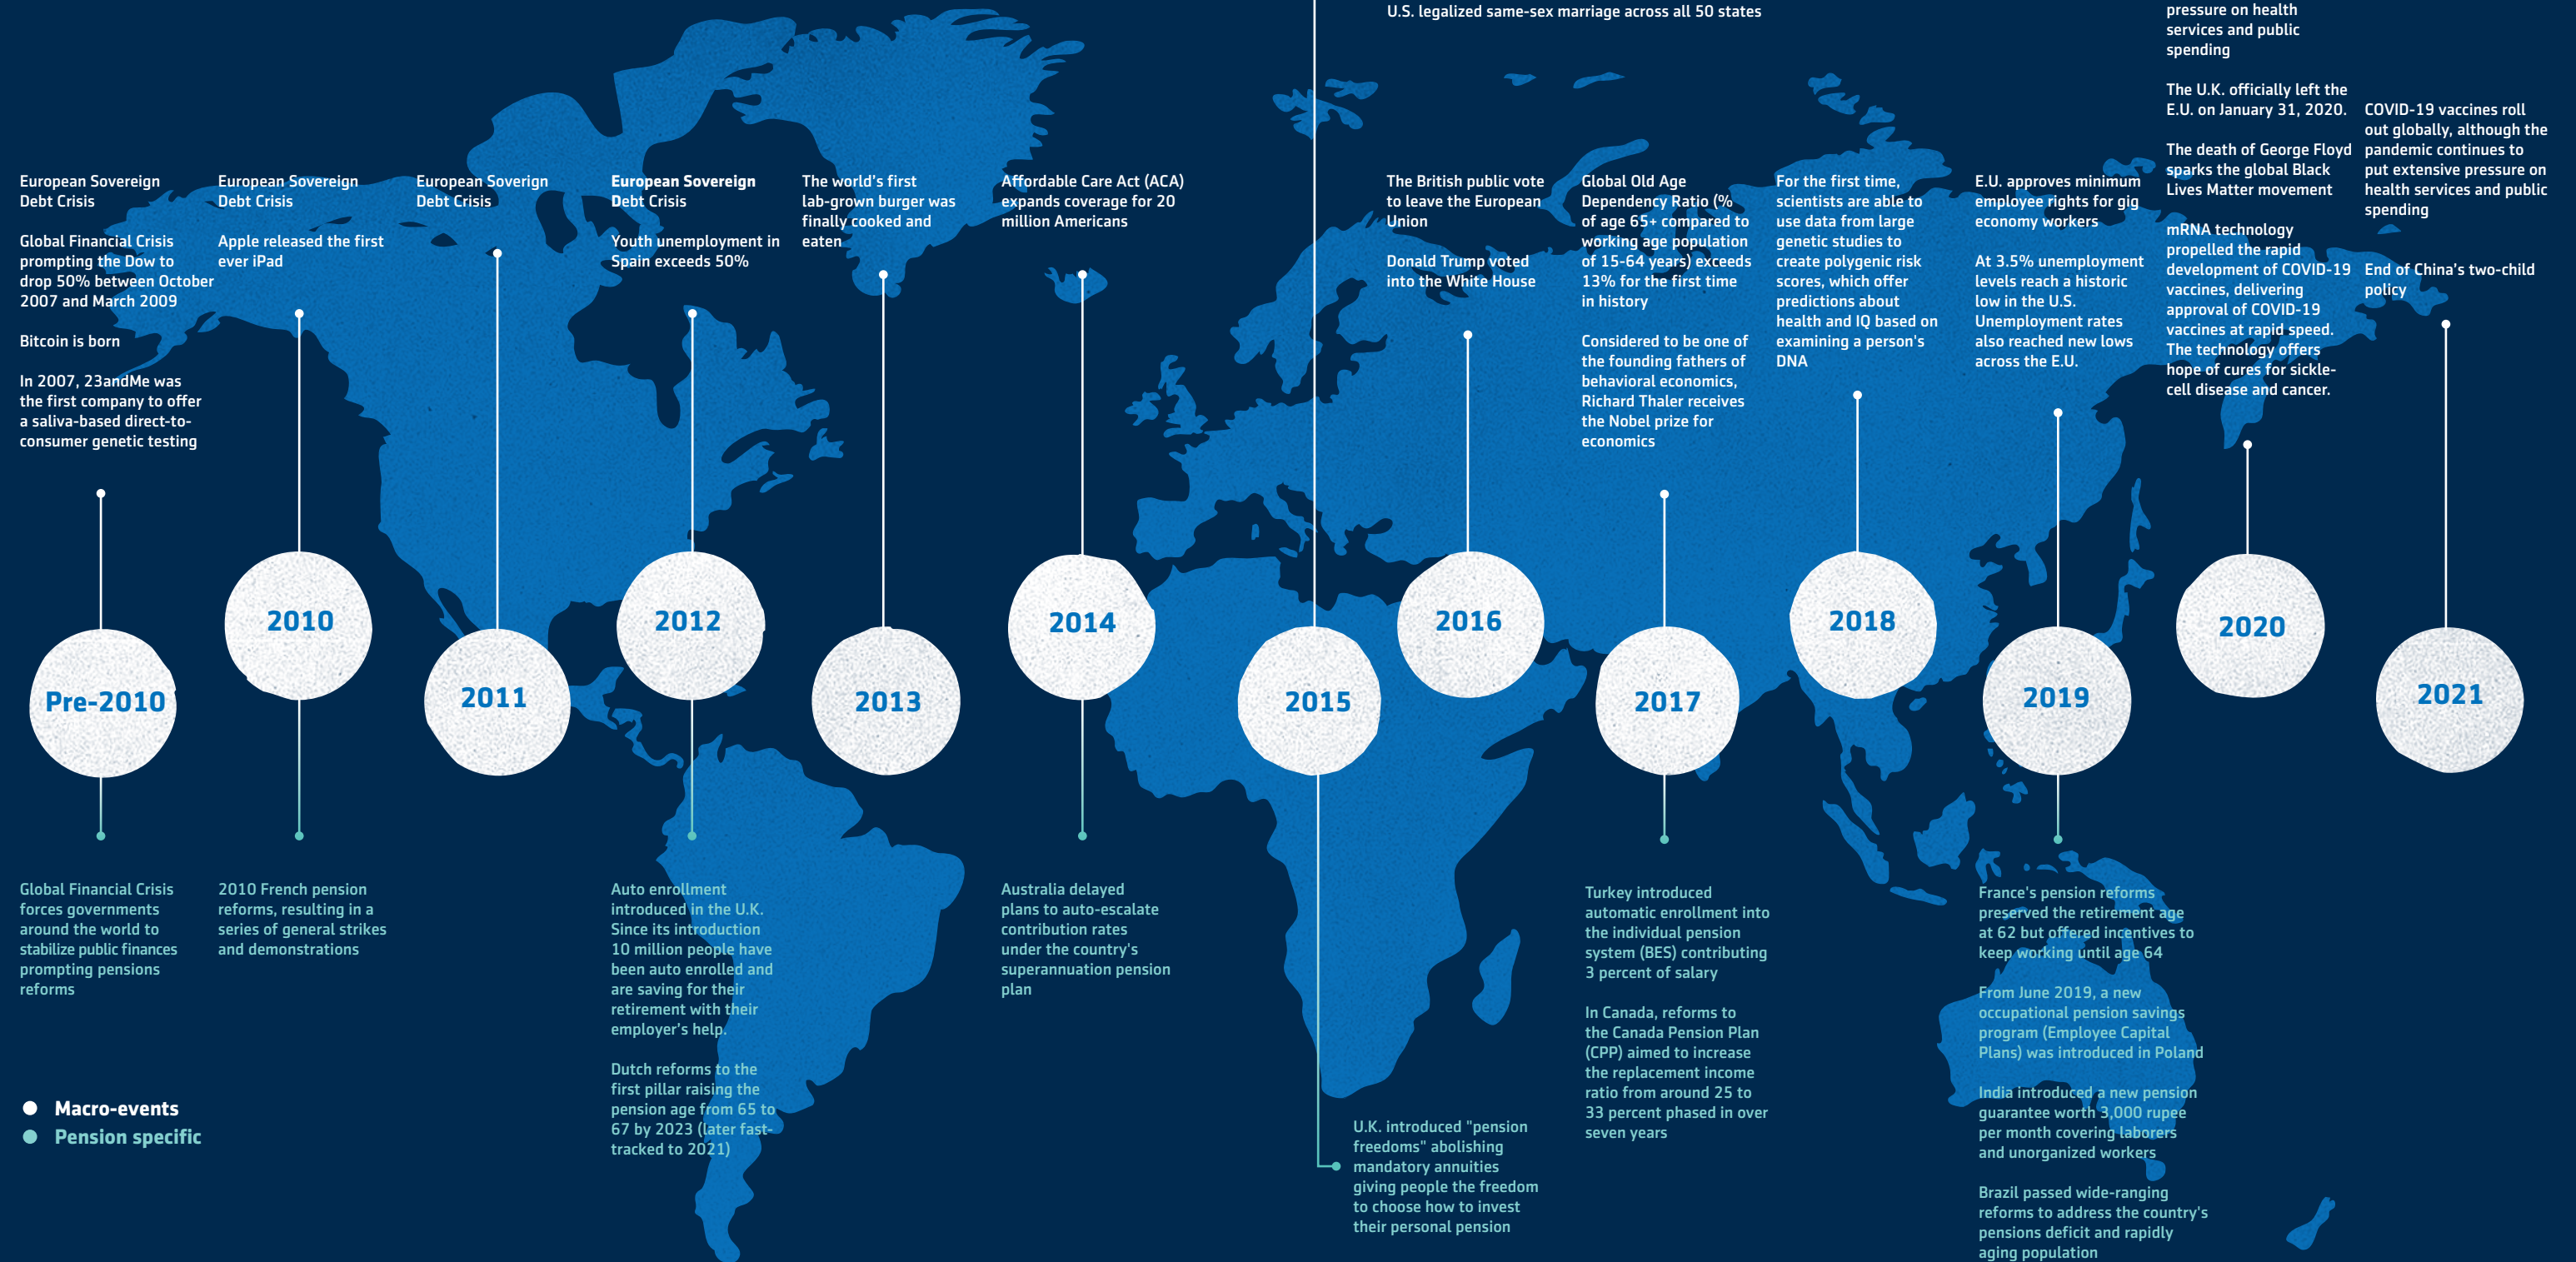 U.S. legalized same-sex marriage across all 50 states
pressure on health
services and public
spending
The U.K. officially left the
E.U. on January 31, 2020.
The death of George Floyd
sparks the global Black
Lives Matter movement
mRNA technology
propelled the rapid
development of COVID-19
vaccines, delivering
approval of COVID-19
vaccines at rapid speed.
The technology offers
hope of cures for sickle-
cell disease and cancer.
COVID-19 vaccines roll
out globally, although the
pandemic continues to
put extensive pressure on
health services and public
spending
End of China's two-child
policy
European Sovereign
Debt Crisis
Global Financial Crisis
prompting the Dow to
drop 50% between October
2007 and March 2009
Bitcoin is born
In 2007, 23andMe was
the first company to offer
a saliva-based direct-to-
consumer genetic testing
European Sovereign
Debt Crisis
Apple released the first
ever iPad
European Soverign
Debt Crisis
European Sovereign
Debt Crisis
Youth unemployment in
Spain exceeds 50%
The world's first
lab-grown burger was
finally cooked and
eaten
Affordable Care Act (ACA)
expands coverage for 20
million Americans
The British public vote
to leave the European
Union
Donald Trump voted
into the White House
Global Old Age
Dependency Ratio (%
of age 65+ compared to
working age population
of 15-64 years) exceeds
13% for the first time
in history
Considered to be one of
the founding fathers of
behavioral economics,
Richard Thaler receives
the Nobel prize for
economics
For the first time,
scientists are able to
use data from large
genetic studies to
create polygenic risk
scores, which offer
predictions about
health and IQ based on
examining a person's
DNA
E.U. approves minimum
employee rights for gig
economy workers
At 3.5% unemployment
levels reach a historic
low in the U.S.
Unemployment rates
also reached new lows
across the E.U.
Pre-2010
2010
2011
2012
2013
2014
2015
2016
2017
2018
2019
2020
2021
Global Financial Crisis
forces governments
around the world to
stabilize public finances
prompting pensions
reforms
2010 French pension
reforms, resulting in a
series of general strikes
and demonstrations
Auto enrollment
introduced in the U.K.
Since its introduction
10 million people have
been auto enrolled and
are saving for their
retirement with their
employer's help.
Dutch reforms to the
first pillar raising the
pension age from 65 to
67 by 2023 (later fast-
tracked to 2021)
Australia delayed
plans to auto-escalate
contribution rates
under the country's
superannuation pension
plan
U.K. introduced "pension
freedoms" abolishing
mandatory annuities
giving people the freedom
to choose how to invest
their personal pension
Turkey introduced
automatic enrollment into
the individual pension
system (BES) contributing
3 percent of salary
In Canada, reforms to
the Canada Pension Plan
(CPP) aimed to increase
the replacement income
ratio from around 25 to
33 percent phased in over
seven years
France's pension reforms
preserved the retirement age
at 62 but offered incentives to
keep working until age 64
From June 2019, a new
occupational pension savings
program (Employee Capital
Plans) was introduced in Poland
India introduced a new pension
guarantee worth 3,000 rupee
per month covering laborers
and unorganized workers
Brazil passed wide-ranging
reforms to address the country's
pensions deficit and rapidly
aging population
Macro-events
Pension specific